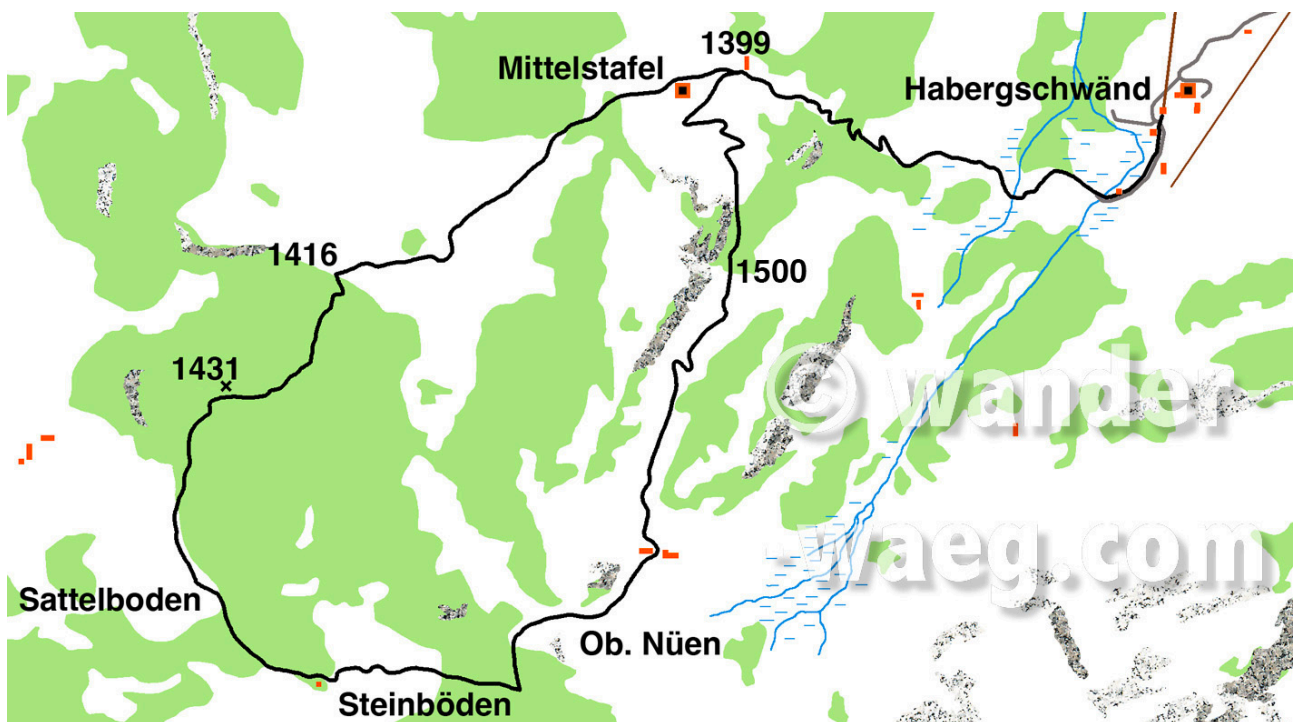 1399
Mittelstafel
Habergschwänd
1416
1500
1431
© wander-
waeg.com
Sattelboden
Ob. Nüen
Steinböden